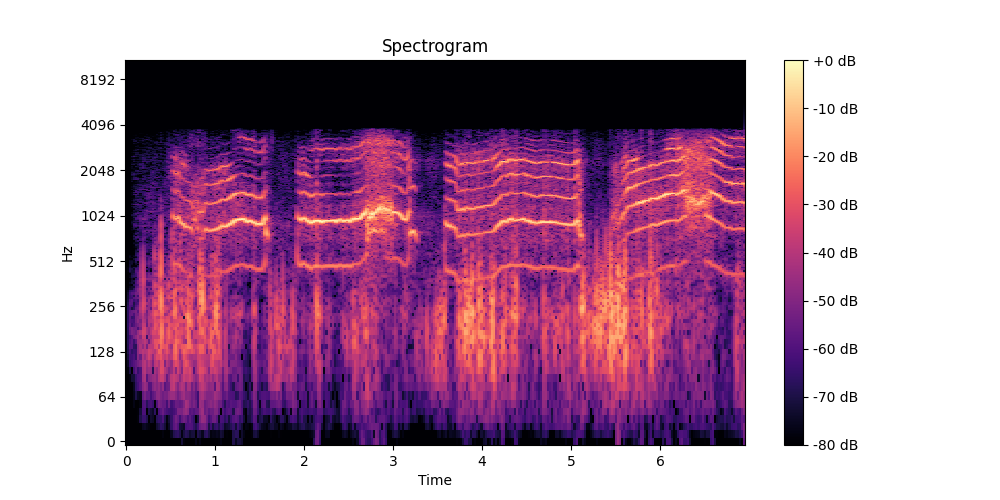 Spectrogram
8192
4096
2048
1024
512
256
128
64
0
Hz
0 1 2 3 4 5 6
Time
+0 dB
-10 dB
-20 dB
-30 dB
-40 dB
-50 dB
-60 dB
-70 dB
-80 dB